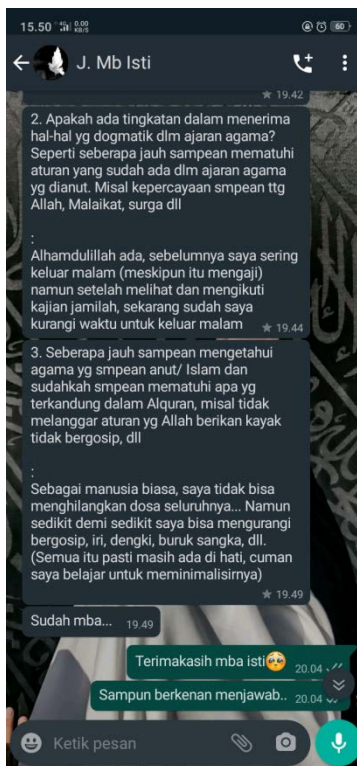 15.50 4G 0.00 KB/S 60
J. Mb Isti
19.42
2. Apakah ada tingkatan dalam menerima
hal-hal yg dogmatik dlm ajaran agama?
Seperti seberapa jauh sampean mematuhi
aturan yang sudah ada dlm ajaran agama
yg dianut. Misal kepercayaan smpean ttg
Allah, Malaikat, surga dll
:
Alhamdulillah ada, sebelumnya saya sering
keluar malam (meskipun itu mengaji)
namun setelah melihat dan mengikuti
kajian jamilah, sekarang sudah saya
kurangi waktu untuk keluar malam 19.44
3. Seberapa jauh sampean mengetahui
agama yg smpean anut/ Islam dan
sudahkah smpean mematuhi apa yg
terkandung dalam Alquran, misal tidak
melanggar aturan yg Allah berikan kayak
tidak bergosip, dll
:
Sebagai manusia biasa, saya tidak bisa
menghilangkan dosa seluruhnya... Namun
sedikit demi sedikit saya bisa mengurangi
bergosip, iri, dengki, buruk sangka, dll.
(Semua itu pasti masih ada di hati, cuman
saya belajar untuk meminimalisirnya)
19.49
Sudah mba... 19.49
Terimakasih mba isti🥺 20.04
Sampun berkenan menjawab.. 20.04
Ketik pesan